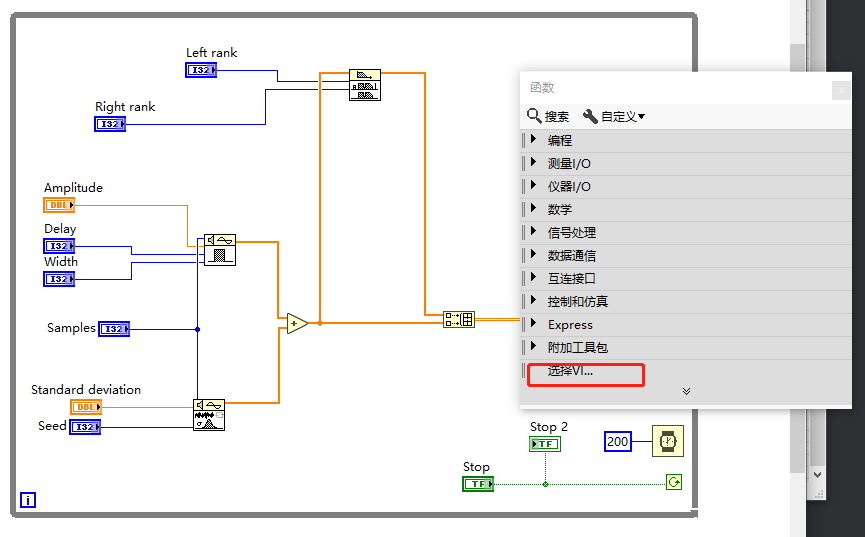 Left rank
I32
Right rank
I32
Amplitude
DBL
Delay
I32
Width
I32
Samples
I32
Standard deviation
DBL
Seed
I32
函数
搜索
自定义
编程
测量I/O
仪器I/O
数学
信号处理
数据通信
互连接口
控制和仿真
Express
附加工具包
选择VI...
Stop 2
TF
200
Stop
TF
i